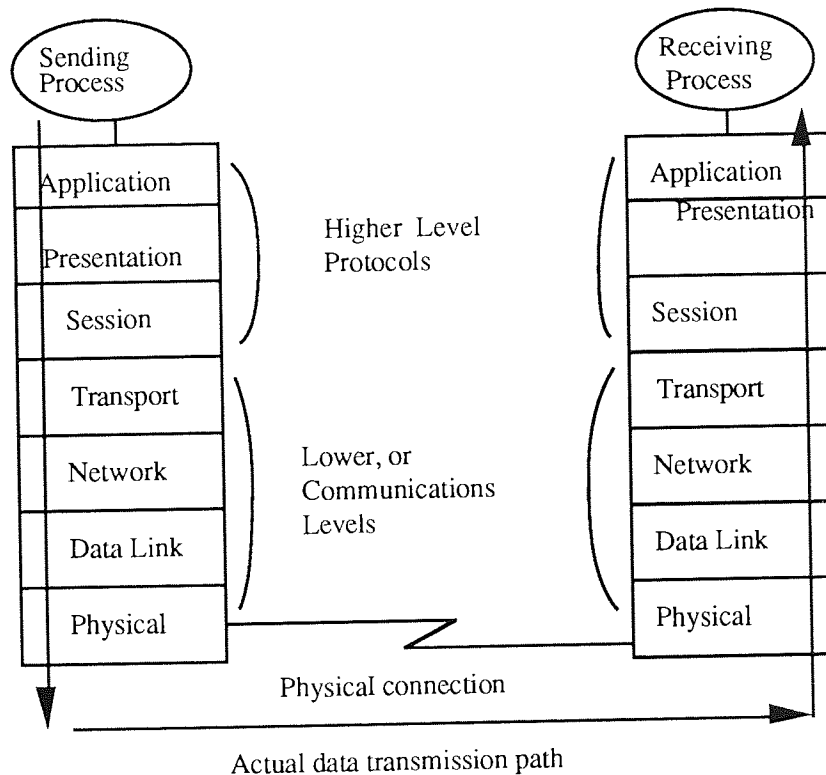 Sending
Process
Receiving
Process
Application
Presentation
Session
Transport
Network
Data Link
Physical
Higher Level
Protocols
Lower, or
Communications
Levels
Application
Presentation
Session
Transport
Network
Data Link
Physical
Physical connection
Actual data transmission path